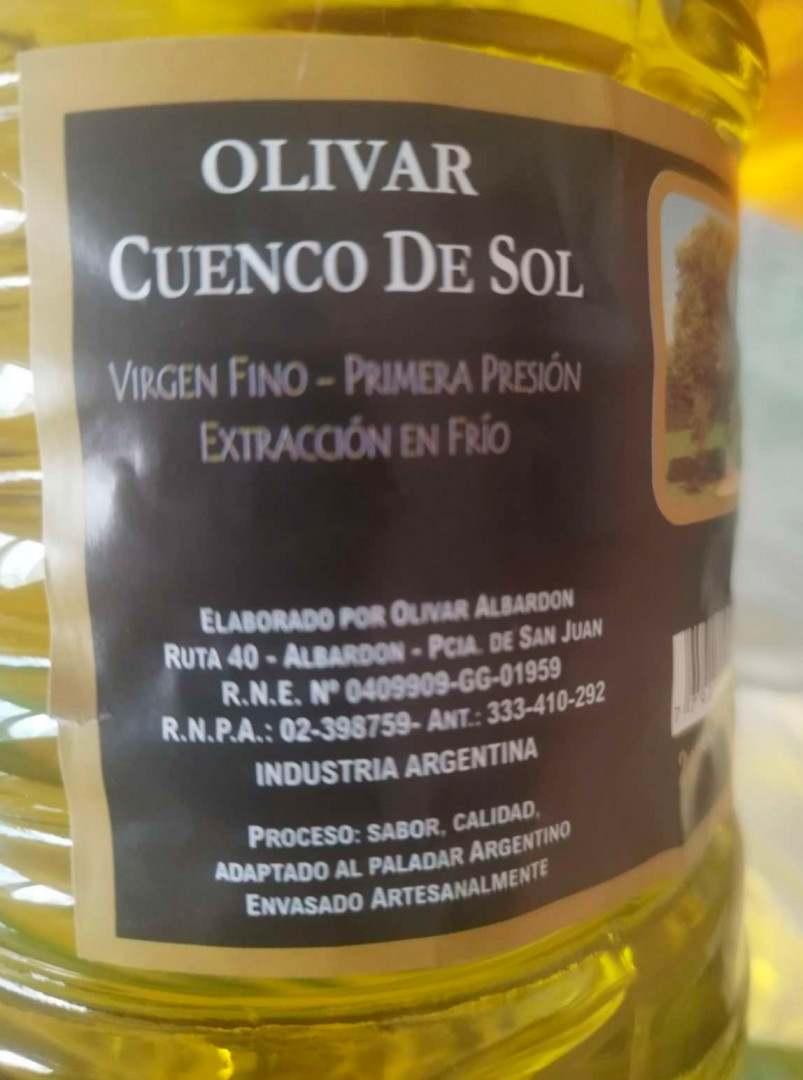 OLIVAR
CUENCO DE SOL
VIRGEN FINO - PRIMERA PRESIÓN
EXTRACCIÓN EN FRÍO
ELABORADO POR OLIVAR ALBARDON
RUTA 40 - ALBARDON - PCIA. DE SAN JUAN
R.N.E. Nº 0409909-GG-01959
R.N.P.A.: 02-398759- ANT.: 333-410-292
INDUSTRIA ARGENTINA
PROCESO: SABOR, CALIDAD,
ADAPTADO AL PALADAR ARGENTINO
ENVASADO ARTESANALMENTE